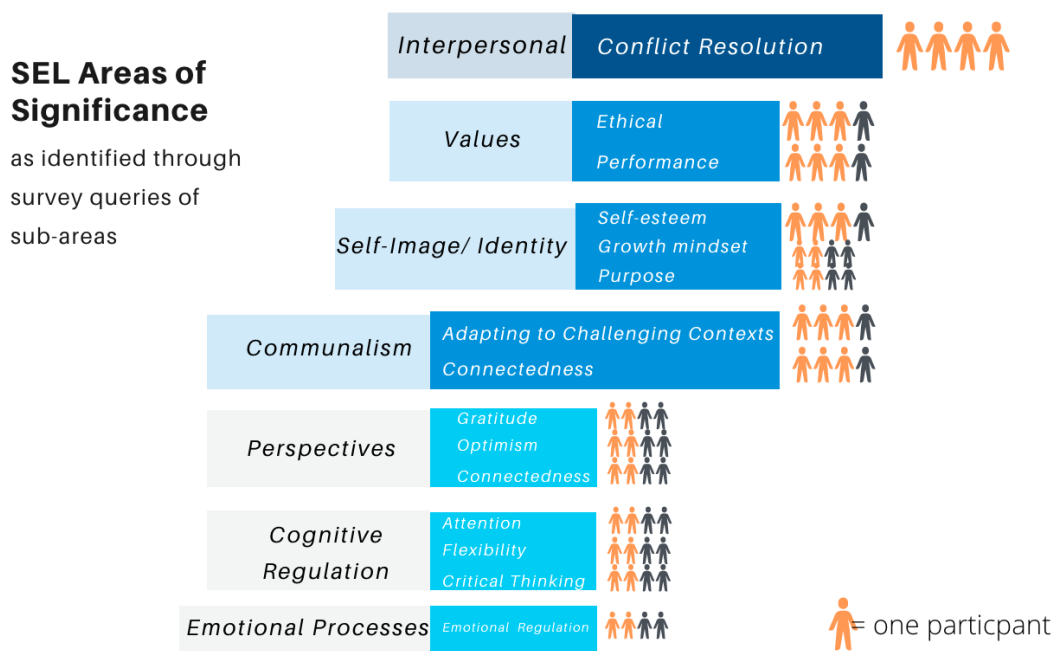 SEL Areas of
Significance
as identified through
survey queries of
sub-areas
Interpersonal
Conflict Resolution
Values
Ethical
Performance
Self-Image/ Identity
Self-esteem
Growth mindset
Purpose
Communalism
Adapting to Challenging Contexts
Connectedness
Perspectives
Gratitude
Optimism
Connectedness
Cognitive
Regulation
Attention
Flexibility
Critical Thinking
Emotional Processes
Emotional Regulation
= one particpant